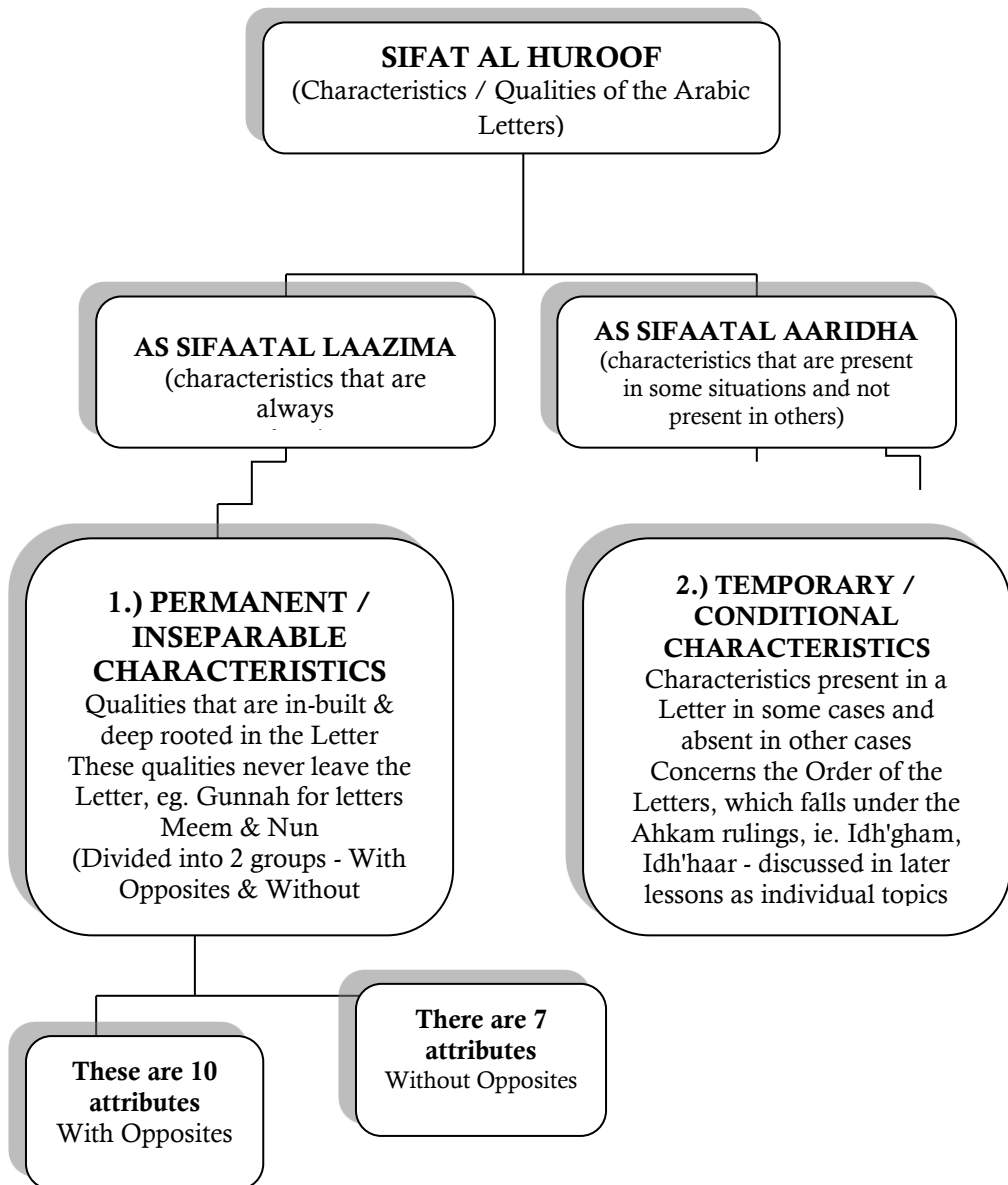 SIFAT AL HUROOF
(Characteristics / Qualities of the Arabic
Letters)
AS SIFAATAL LAAZIMA
(characteristics that are
always
AS SIFAATAL AARIDHA
(characteristics that are present
in some situations and not
present in others)
1.) PERMANENT /
INSEPARABLE
CHARACTERISTICS
Qualities that are in-built &
deep rooted in the Letter
These qualities never leave the
Letter, eg. Gunnah for letters
Meem & Nun
(Divided into 2 groups - With
Opposites & Without
2.) TEMPORARY /
CONDITIONAL
CHARACTERISTICS
Characteristics present in a
Letter in some cases and
absent in other cases
Concerns the Order of the
Letters, which falls under the
Ahkam rulings, ie. Idh'gham,
Idh'haar - discussed in later
lessons as individual topics
These are 10
attributes
With Opposites
There are 7
attributes
Without Opposites